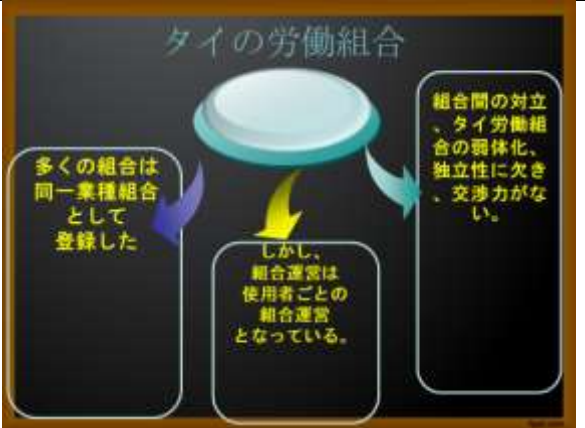 タイの労働組合
多くの組合は
同一業種組合
として
登録した
しかし、
組合運営は
使用者ごとの
組合運営
となっている。
組合間の対立
、タイ労働組
合の弱体化、
独立性に欠き
、交渉力がな
い。